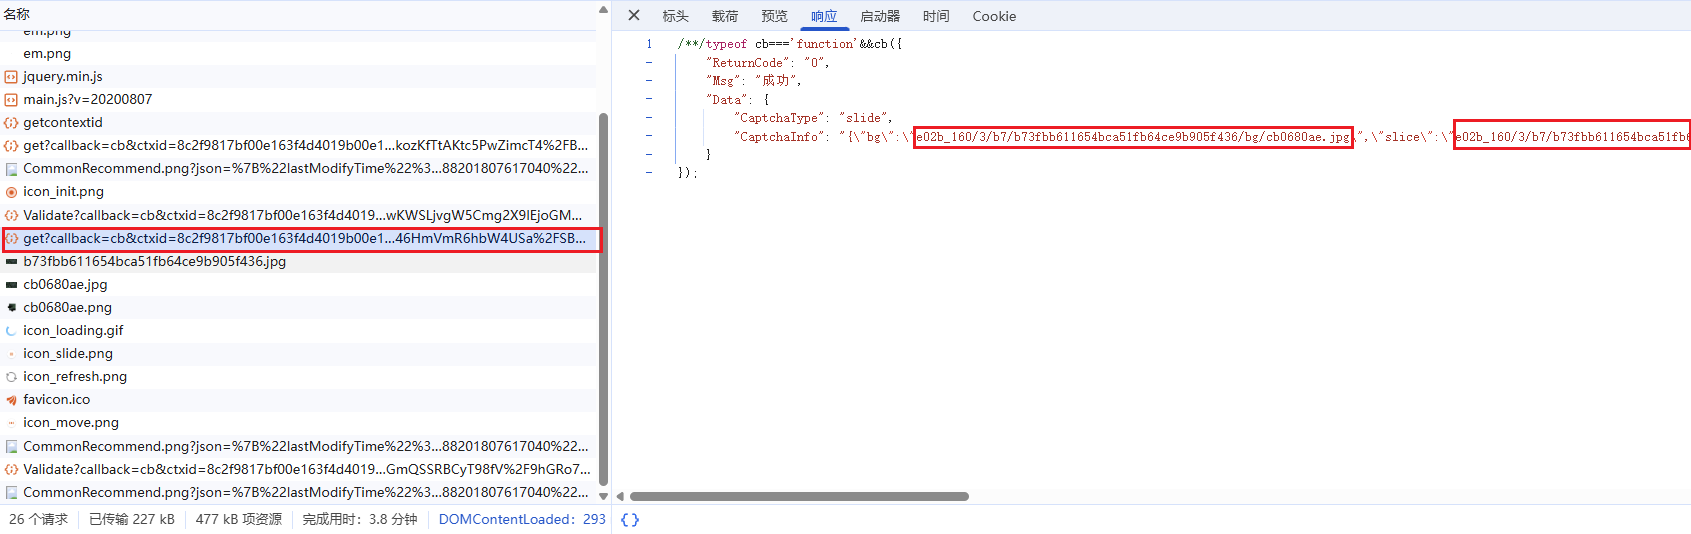 名称
em.png
em.png
jquery.min.js
main.js?v=20200807
getcontextid
get?callback=cb&ctxid=8c2f9817bf00e163f4d4019b00e1...kozKfTtAKtc5PwZimcT4%2FB...
CommonRecommend.png?json=%7B%22lastModifyTime%22%3...88201807617040%22...
icon_init.png
Validate?callback=cb&ctxid=8c2f9817bf00e163f4d4019...wKWSLjvgW5Cmg2X9lEjoGM...
get?callback=cb&ctxid=8c2f9817bf00e163f4d4019b00e1...46HmVmR6hbW4USa%2FSB...
b73fbb611654bca51fb64ce9b905f436.jpg
cb0680ae.jpg
cb0680ae.png
icon_loading.gif
icon_slide.png
icon_refresh.png
favicon.ico
icon_move.png
CommonRecommend.png?json=%7B%22lastModifyTime%22%3...88201807617040%22...
Validate?callback=cb&ctxid=8c2f9817bf00e163f4d4019...GmQSSRBCyT98fV%2F9hGRo7...
CommonRecommend.png?json=%7B%22lastModifyTime%22%3...88201807617040%22...
26 个请求 已传输 227 kB 477 kB 项资源 完成用时：3.8 分钟 DOMContentLoaded：293
标头 载荷 预览 响应 启动器 时间 Cookie
1 /**/typeof cb==='function'&&cb({
- "ReturnCode": "0",
- "Msg": "成功",
- "Data": {
- "CaptchaType": "slide",
- "CaptchaInfo": "{\"bg\":\"e02b_160/3/b7/b73fbb611654bca51fb64ce9b905f436/bg/cb0680ae.jpg\",\"slice\":\"e02b_160/3/b7/b73fbb611654bca51fb6
- }
- });
{}